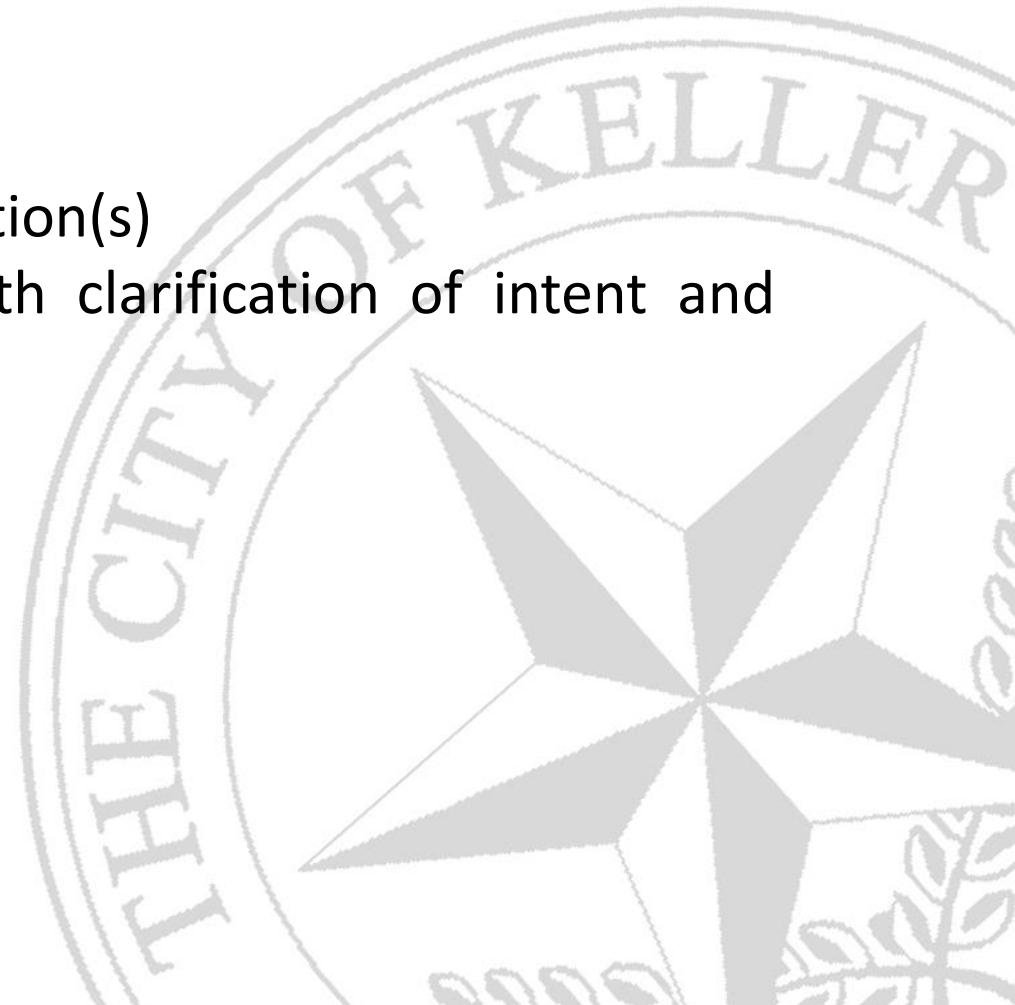 tion(s)
th clarification of intent and
THE CITY OF KELLER